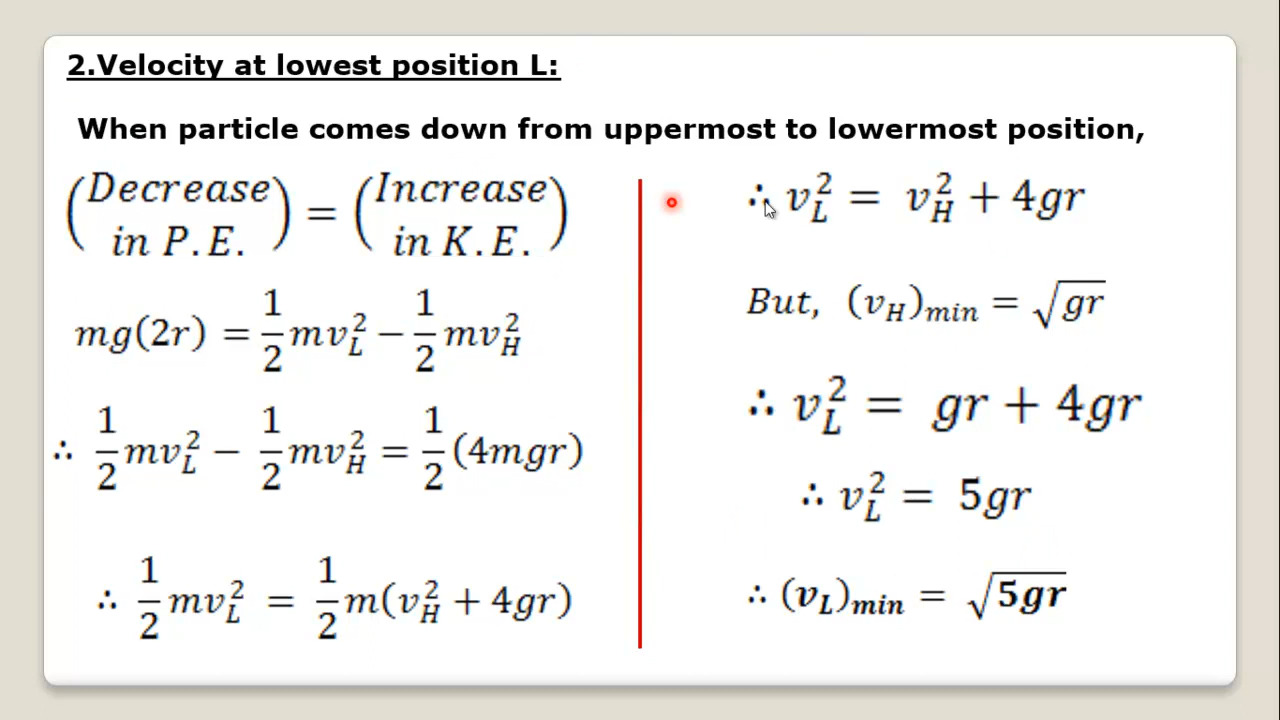 2.Velocity at lowest position L:
When particle comes down from uppermost to lowermost position,
(Decrease in P.E.) = (Increase in K.E.)
mg(2r) = 1/2 mv_L^2 − 1/2 mv_H^2
∴ 1/2 mv_L^2 − 1/2 mv_H^2 = 1/2 (4mgr)
∴ 1/2 mv_L^2 = 1/2 m(v_H^2 + 4gr)
∴ v_L^2 = v_H^2 + 4gr
But, (v_H)_min = √gr
∴ v_L^2 = gr + 4gr
∴ v_L^2 = 5gr
∴ (v_L)_min = √5gr